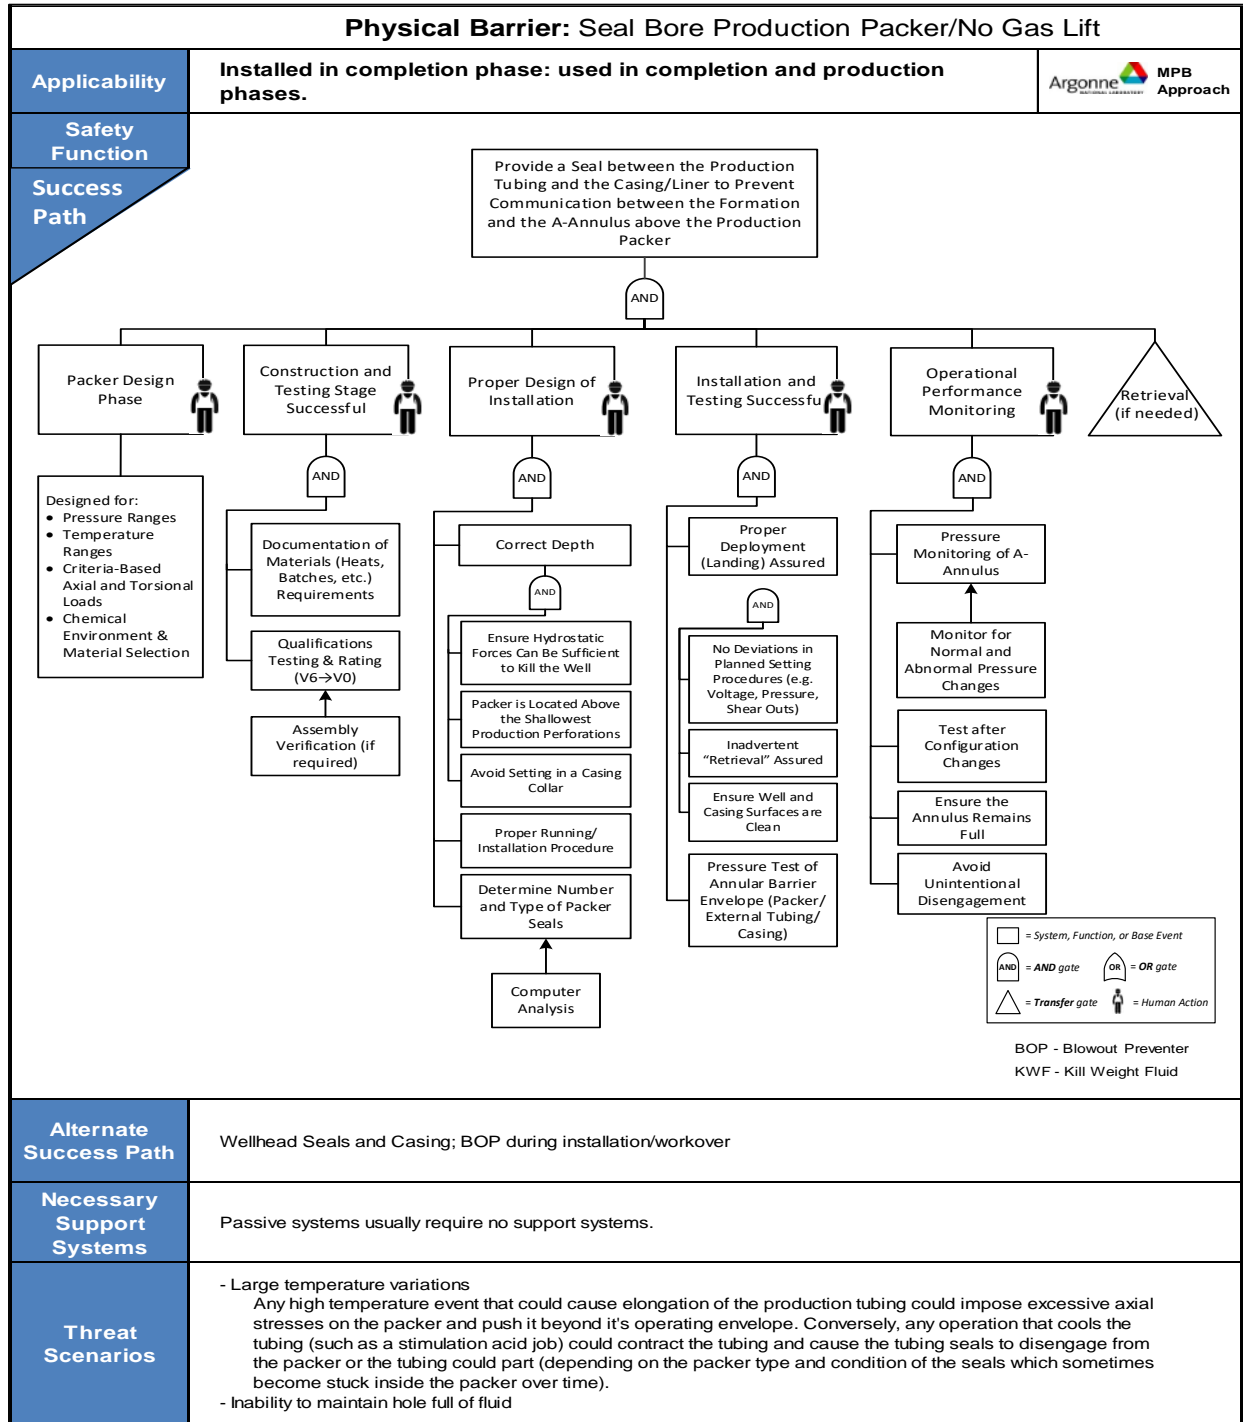 Physical Barrier: Seal Bore Production Packer/No Gas Lift
Applicability
Installed in completion phase: used in completion and production
phases.
Argonne
NATIONAL LABORATORY
MPB
Approach
Safety
Function
Success
Path
Provide a Seal between the Production
Tubing and the Casing/Liner to Prevent
Communication between the Formation
and the A-Annulus above the Production
Packer
AND
Packer Design
Phase
Construction and
Testing Stage
Successful
Proper Design of
Installation
Installation and
Testing Successfu
Operational
Performance
Monitoring
Retrieval
(if needed)
AND
AND
AND
AND
Designed for:
• Pressure Ranges
• Temperature
Ranges
• Criteria-Based
Axial and Torsional
Loads
• Chemical
Environment &
Material Selection
Documentation of
Materials (Heats,
Batches, etc.)
Requirements
Qualifications
Testing & Rating
(V6→V0)
Assembly
Verification (if
required)
Correct Depth
AND
Ensure Hydrostatic
Forces Can Be Sufficient
to Kill the Well
Packer is Located Above
the Shallowest
Production Perforations
Avoid Setting in a Casing
Collar
Proper Running/
Installation Procedure
Determine Number
and Type of Packer
Seals
Computer
Analysis
Proper
Deployment
(Landing) Assured
AND
No Deviations in
Planned Setting
Procedures (e.g.
Voltage, Pressure,
Shear Outs)
Inadvertent
“Retrieval” Assured
Ensure Well and
Casing Surfaces are
Clean
Pressure Test of
Annular Barrier
Envelope (Packer/
External Tubing/
Casing)
Pressure
Monitoring of A-
Annulus
Monitor for
Normal and
Abnormal Pressure
Changes
Test after
Configuration
Changes
Ensure the
Annulus Remains
Full
Avoid
Unintentional
Disengagement
= System, Function, or Base Event
AND = AND gate OR = OR gate
= Transfer gate = Human Action
BOP - Blowout Preventer
KWF - Kill Weight Fluid
Alternate
Success Path
Wellhead Seals and Casing; BOP during installation/workover
Necessary
Support
Systems
Passive systems usually require no support systems.
Threat
Scenarios
- Large temperature variations
Any high temperature event that could cause elongation of the production tubing could impose excessive axial
stresses on the packer and push it beyond it's operating envelope. Conversely, any operation that cools the
tubing (such as a stimulation acid job) could contract the tubing and cause the tubing seals to disengage from
the packer or the tubing could part (depending on the packer type and condition of the seals which sometimes
become stuck inside the packer over time).
- Inability to maintain hole full of fluid